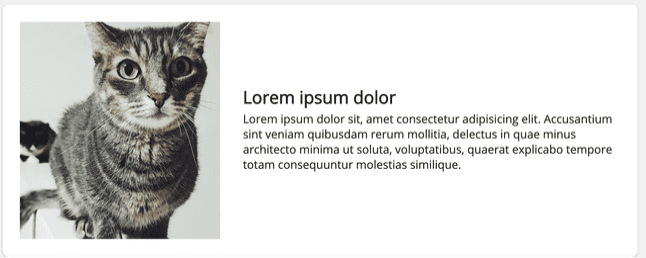 Lorem ipsum dolor
Lorem ipsum dolor sit, amet consectetur adipisicing elit. Accusantium
sint veniam quibusdam rerum mollitia, delectus in quae minus
architecto minima ut soluta, voluptatibus, quaerat explicabo tempore
totam consequuntur molestias similique.